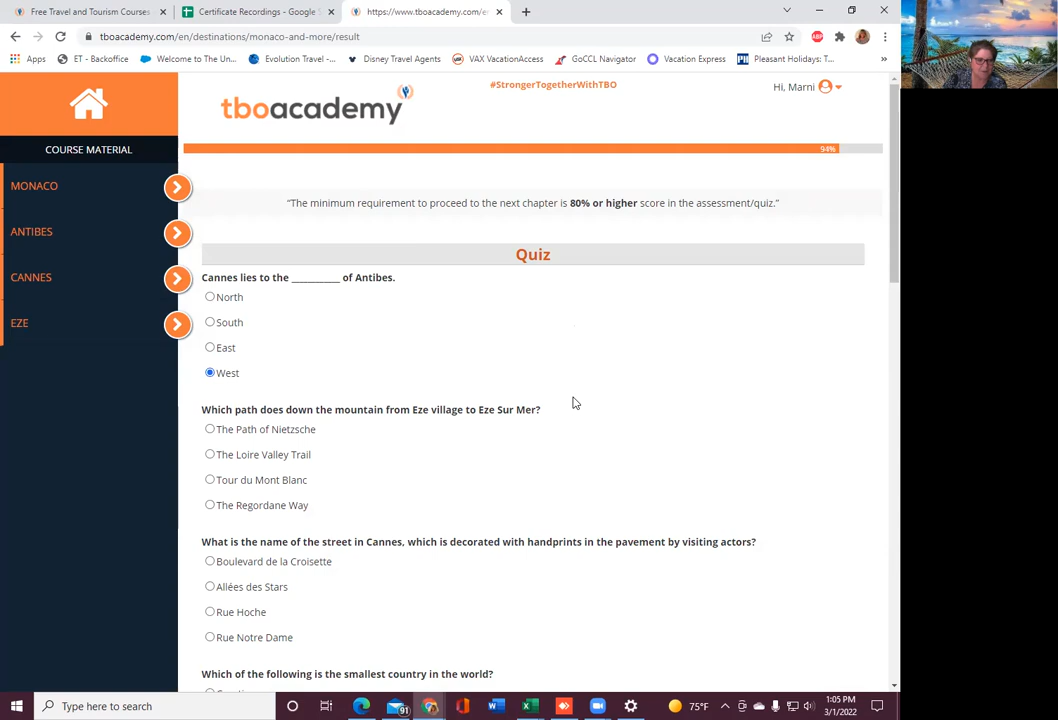 Free Travel and Tourism Courses
Certificate Recordings - Google S
https://www.tboacademy.com/en
tboacademy.com/en/destinations/monaco-and-more/result
Apps
ET - Backoffice
Welcome to The Un...
Evolution Travel -...
Disney Travel Agents
VAX VacationAccess
GoCCL Navigator
Vacation Express
Pleasant Holidays: T...
tboacademy
#StrongerTogetherWithTBO
Hi, Marni
COURSE MATERIAL
MONACO
ANTIBES
CANNES
EZE
94%
“The minimum requirement to proceed to the next chapter is 80% or higher score in the assessment/quiz.”
Quiz
Cannes lies to the ___________ of Antibes.
North
South
East
West
Which path does down the mountain from Eze village to Eze Sur Mer?
The Path of Nietzsche
The Loire Valley Trail
Tour du Mont Blanc
The Regordane Way
What is the name of the street in Cannes, which is decorated with handprints in the pavement by visiting actors?
Boulevard de la Croisette
Allées des Stars
Rue Hoche
Rue Notre Dame
Which of the following is the smallest country in the world?
Type here to search
91
75°F
1:05 PM
3/1/2022